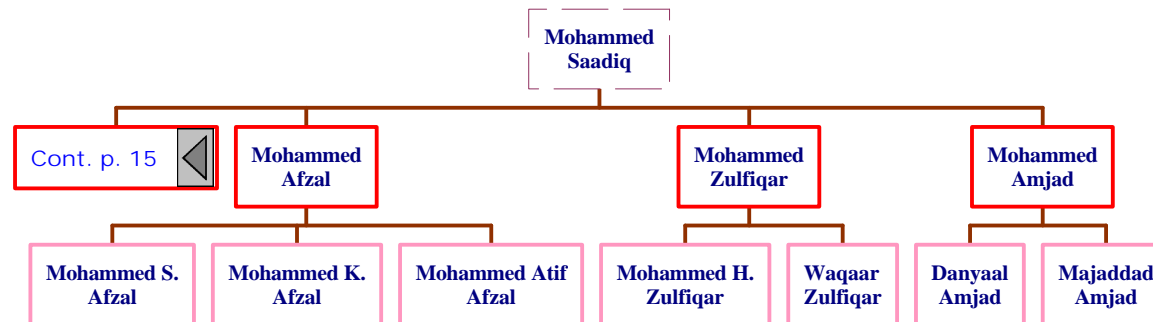 Mohammed
Saadiq
Cont. p. 15
Mohammed
Afzal
Mohammed
Zulfiqar
Mohammed
Amjad
Mohammed S.
Afzal
Mohammed K.
Afzal
Mohammed Atif
Afzal
Mohammed H.
Zulfiqar
Waqaar
Zulfiqar
Danyaal
Amjad
Majaddad
Amjad